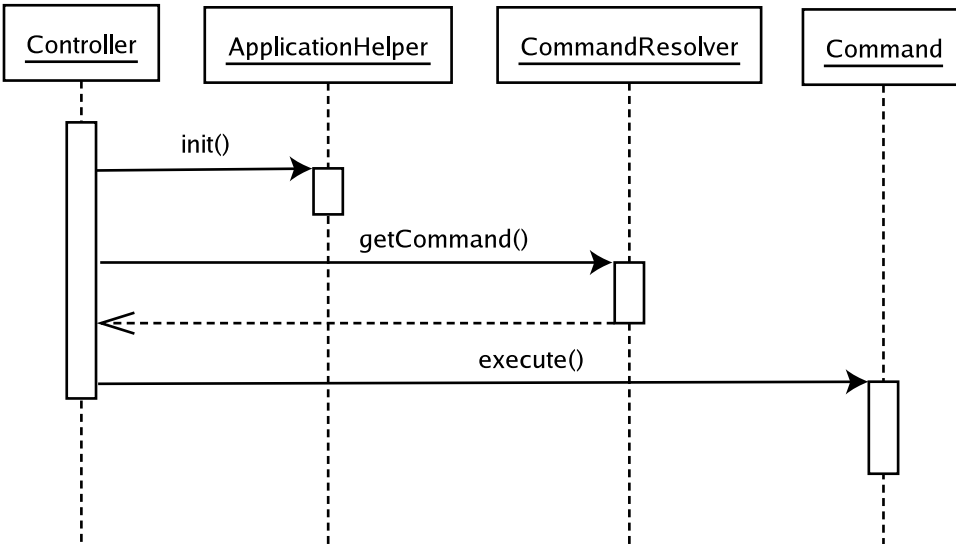 Controller
ApplicationHelper
CommandResolver
Command
init()
getCommand()
execute()